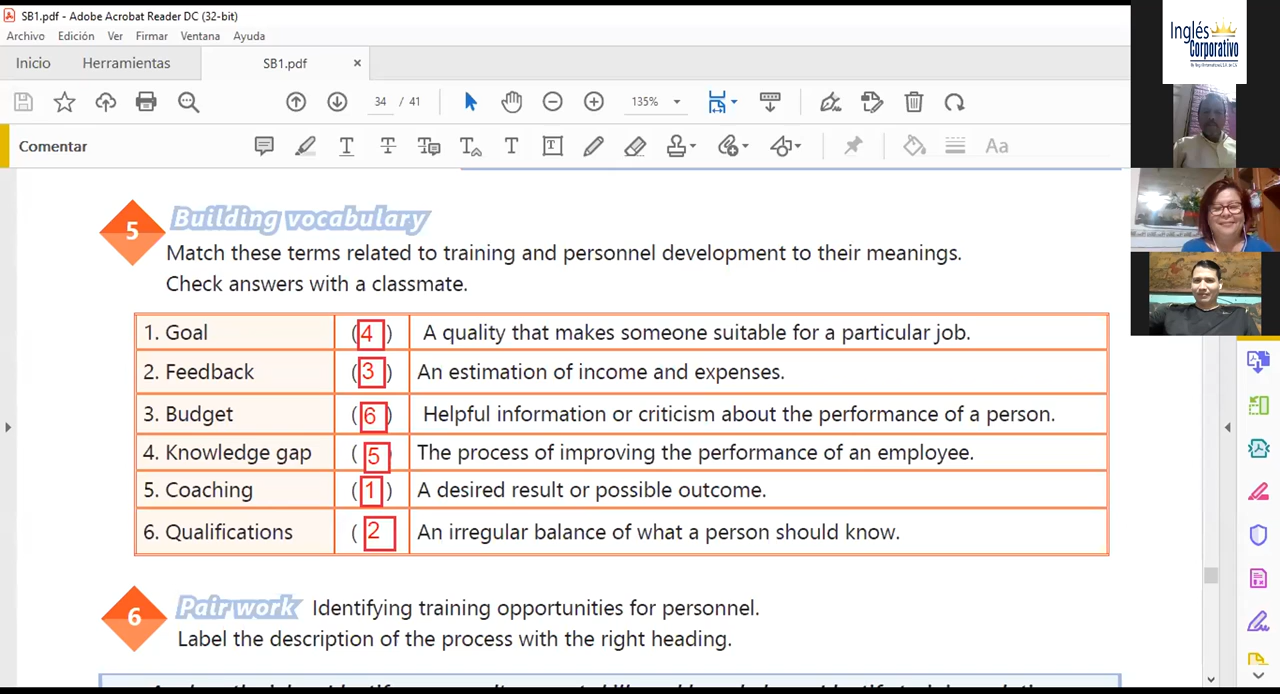 SB1.pdf - Adobe Acrobat Reader DC (32-bit)
Archivo Edición Ver Firmar Ventana Ayuda
Inicio Herramientas SB1.pdf ×
34 / 41 135%
Comentar
Aa
Inglés
Corporativo
5 Building vocabulary
Match these terms related to training and personnel development to their meanings.
Check answers with a classmate.
1. Goal (4) A quality that makes someone suitable for a particular job.
2. Feedback (3) An estimation of income and expenses.
3. Budget (6) Helpful information or criticism about the performance of a person.
4. Knowledge gap (5) The process of improving the performance of an employee.
5. Coaching (1) A desired result or possible outcome.
6. Qualifications (2 An irregular balance of what a person should know.
6 Pair work Identifying training opportunities for personnel.
Label the description of the process with the right heading.